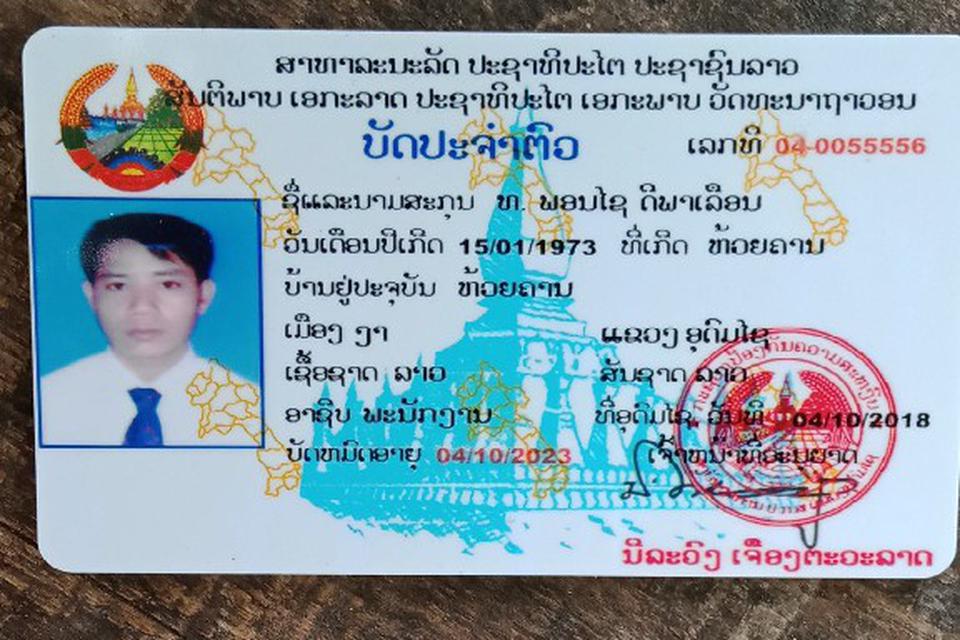 ສາທາລະນະລັດ ປະຊາທິປະໄຕ ປະຊາຊົນລາວ
ສັນຕິພາບ ເອກະລາດ ປະຊາທິປະໄຕ ເອກະພາບ ວັດທະນາຖາວອນ
ບັດປະຈຳຕົວ
ເລກທີ 04-0055556
ຊື່ແລະນາມສະກຸນ ທ. ພອນໄຊ ດີພາເລືອນ
ວັນເດືອນປີເກີດ 15/01/1973 ທີ່ເກີດ ຫ້ວຍຄານ
ບ້ານຢູ່ປະຈຸບັນ ຫ້ວຍຄານ
ເມືອງ ງາ ແຂວງ ອຸດົມໄຊ
ເຊື້ອຊາດ ລາວ ສັນຊາດ ລາວ
ອາຊີບ ພະນັກງານ ທີ່ອຸດົມໄຊ ວັນທີ 04/10/2018
ບັດຫມົດອາຍຸ 04/10/2023 ເຈົ້າຫນ້າທີ່ອະນຸຍາດ
ນິລະວົງ ເຈືອງຕະວະລາດ